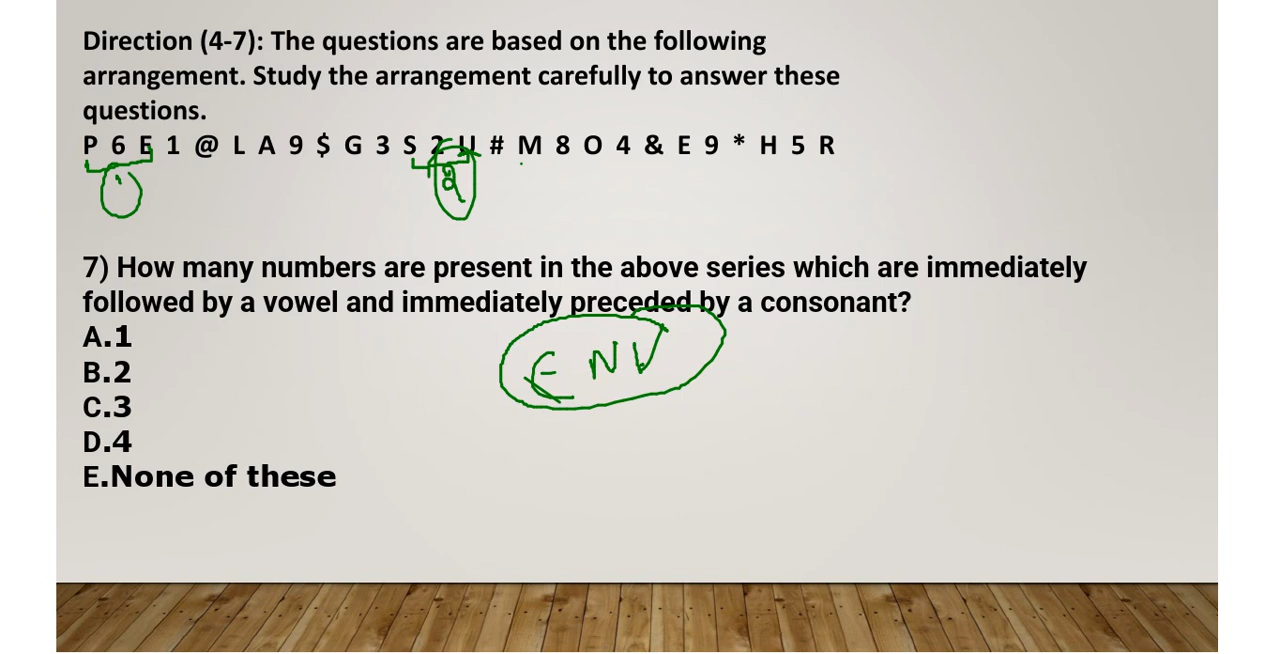 Direction (4-7): The questions are based on the following
arrangement. Study the arrangement carefully to answer these
questions.
P 6 E 1 @ L A 9 $ G 3 S 2 U # M 8 O 4 & E 9 * H 5 R
7) How many numbers are present in the above series which are immediately
followed by a vowel and immediately preceded by a consonant?
A.1
B.2
C.3
D.4
E.None of these